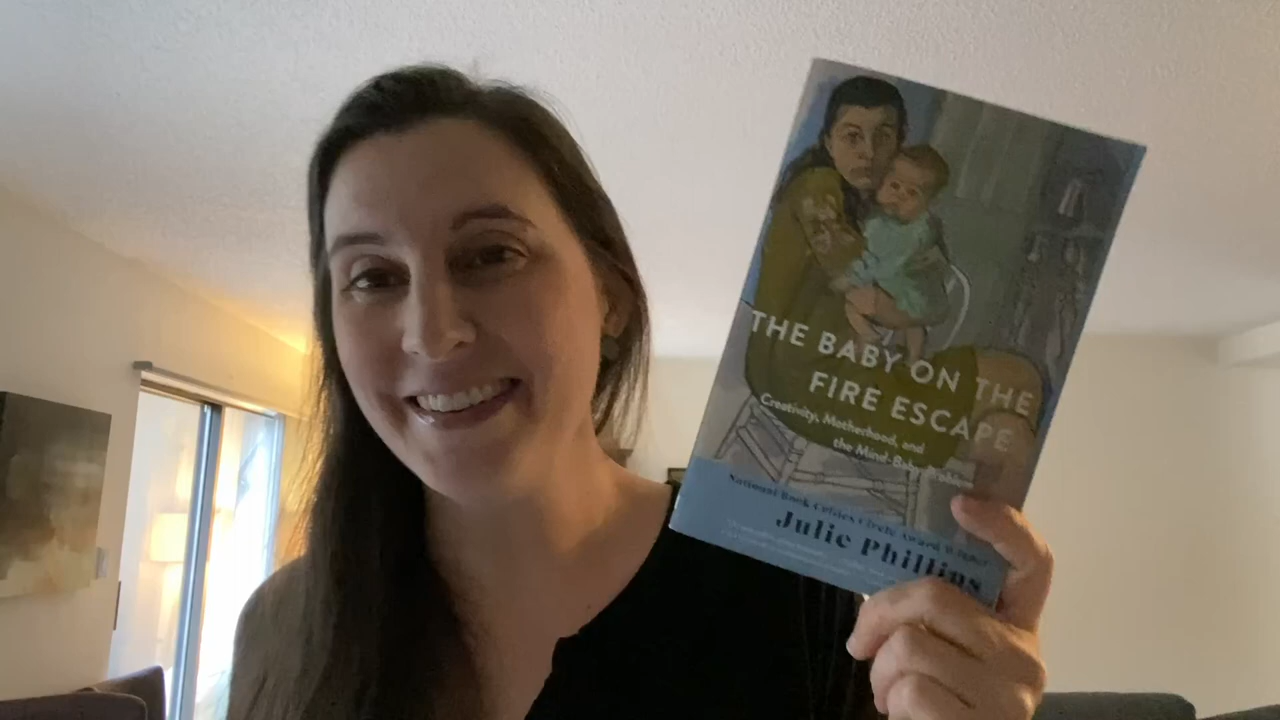 THE BABY ON THE
FIRE ESCAPE
Creativity, Motherhood, and
the Mind-Baby Problem
National Book Critics Circle Award Winner
Julie Phillips